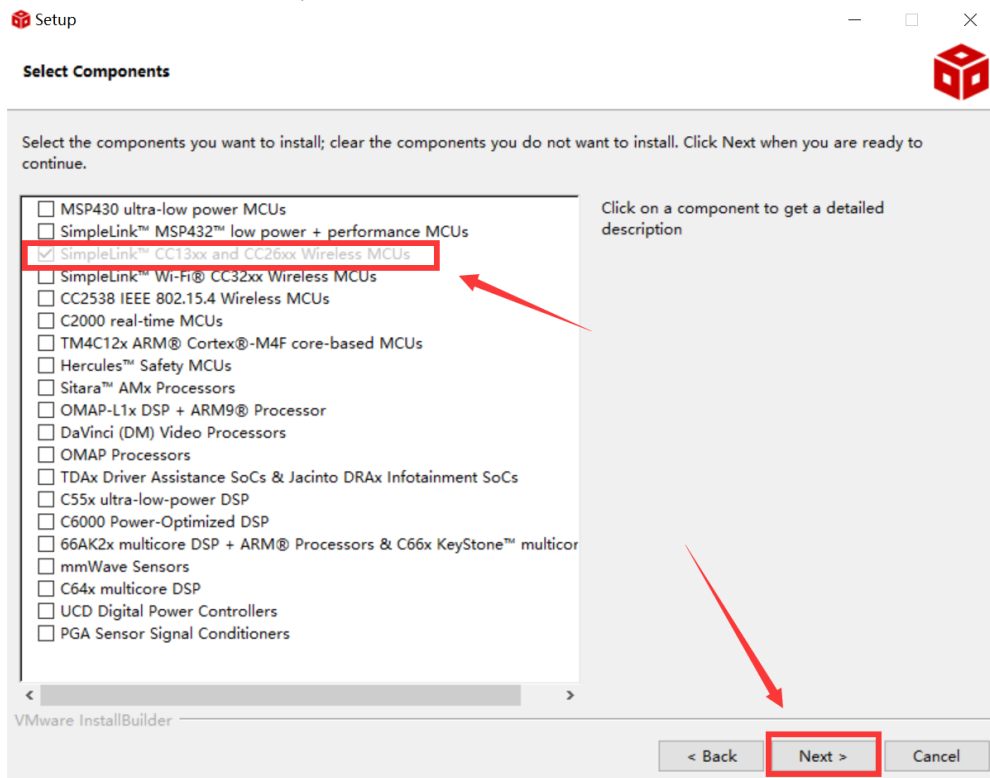 Setup
Select Components
Select the components you want to install; clear the components you do not want to install. Click Next when you are ready to
continue.
MSP430 ultra-low power MCUs
SimpleLink™ MSP432™ low power + performance MCUs
SimpleLink™ CC13xx and CC26xx Wireless MCUs
SimpleLink™ Wi-Fi® CC32xx Wireless MCUs
CC2538 IEEE 802.15.4 Wireless MCUs
C2000 real-time MCUs
TM4C12x ARM® Cortex®-M4F core-based MCUs
Hercules™ Safety MCUs
Sitara™ AMx Processors
OMAP-L1x DSP + ARM9® Processor
DaVinci (DM) Video Processors
OMAP Processors
TDAx Driver Assistance SoCs & Jacinto DRAx Infotainment SoCs
C55x ultra-low-power DSP
C6000 Power-Optimized DSP
66AK2x multicore DSP + ARM® Processors & C66x KeyStone™ multicor
mmWave Sensors
C64x multicore DSP
UCD Digital Power Controllers
PGA Sensor Signal Conditioners
Click on a component to get a detailed
description
VMware InstallBuilder
< Back
Next >
Cancel